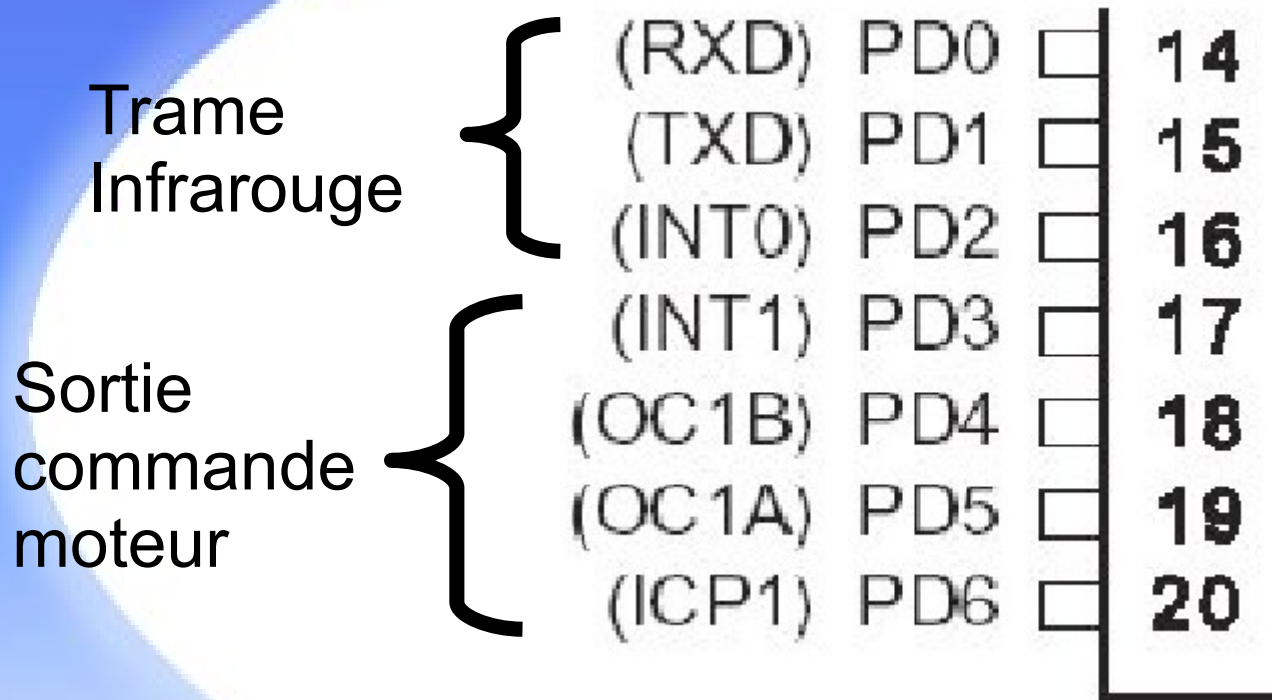 Trame
Infrarouge
Sortie
commande
moteur
(RXD) PD0 14
(TXD) PD1 15
(INT0) PD2 16
(INT1) PD3 17
(OC1B) PD4 18
(OC1A) PD5 19
(ICP1) PD6 20